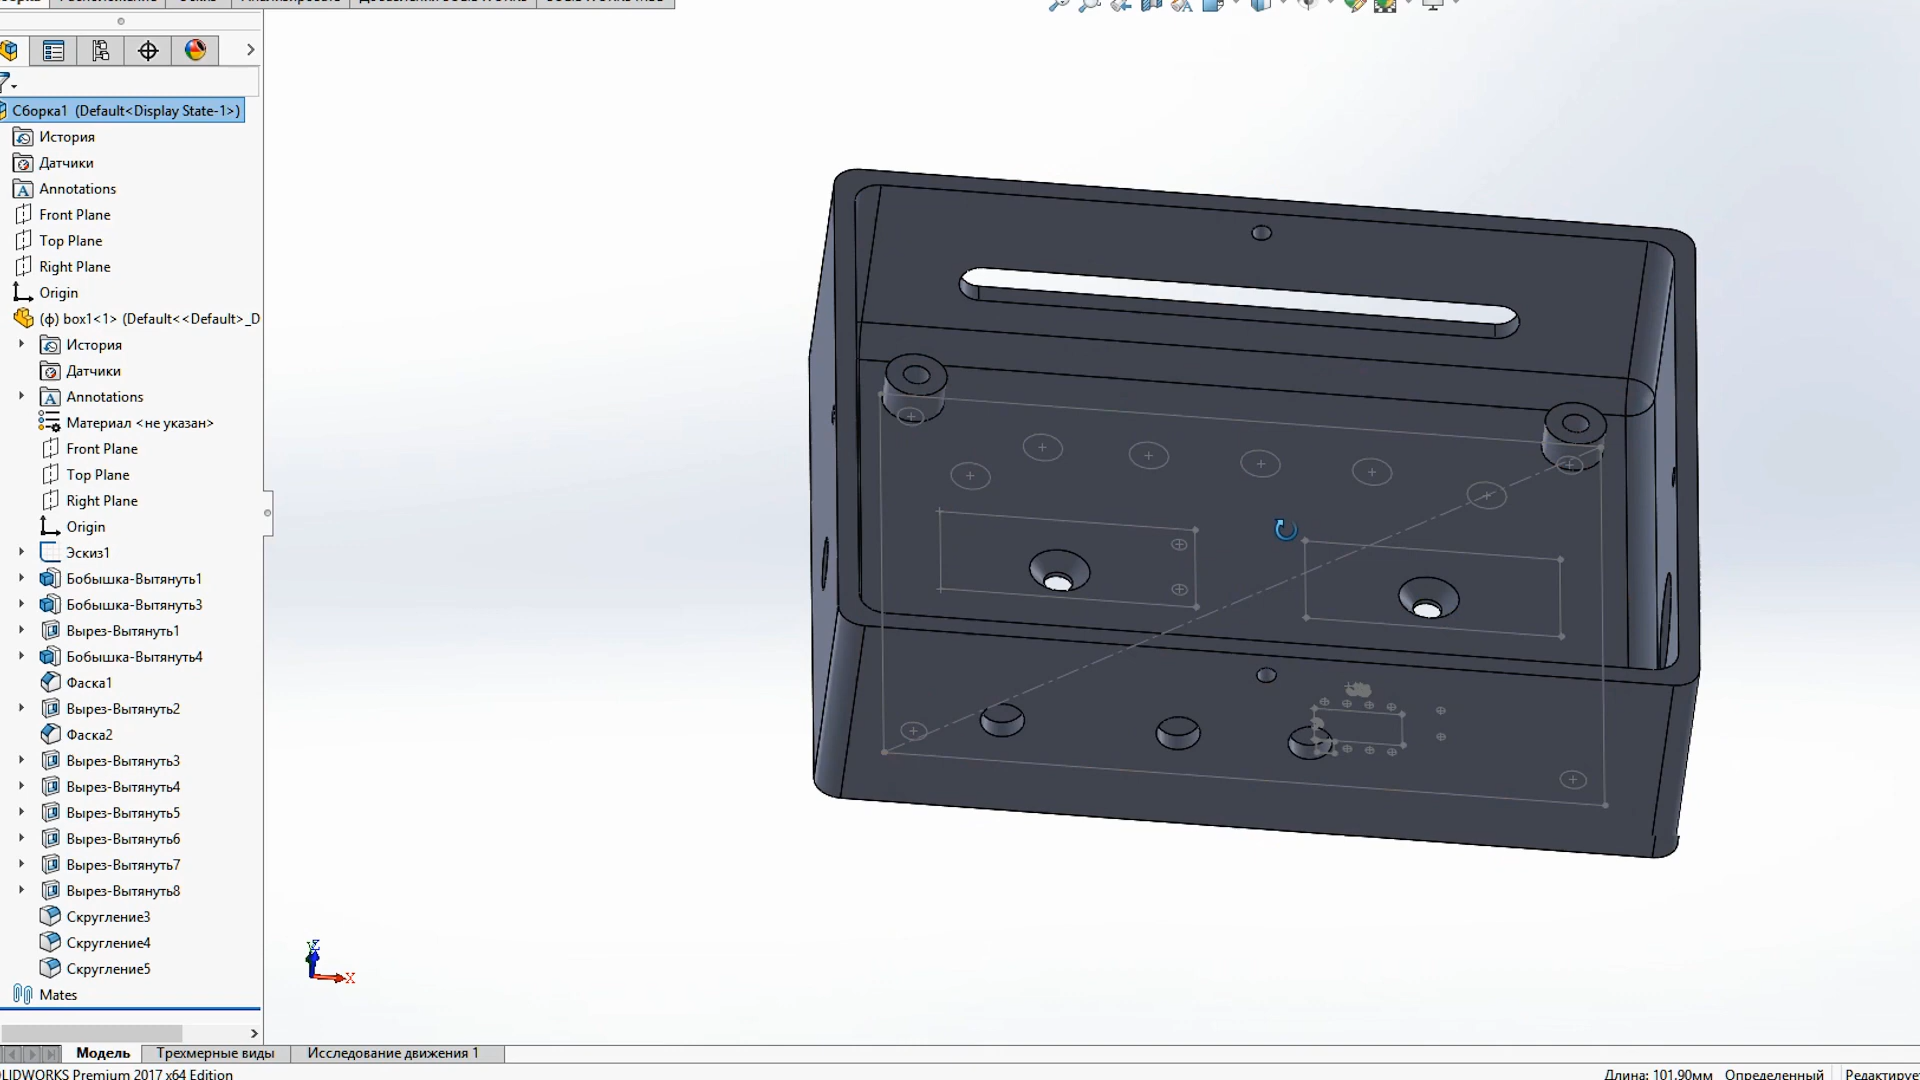 Сборка1 (Default<Display State-1>)
История
Датчики
Annotations
Front Plane
Top Plane
Right Plane
Origin
(ф) box1<1> (Default<<Default>_D
История
Датчики
Annotations
Материал <не указан>
Front Plane
Top Plane
Right Plane
Origin
Эскиз1
Бобышка-Вытянуть1
Бобышка-Вытянуть3
Вырез-Вытянуть1
Бобышка-Вытянуть4
Фаска1
Вырез-Вытянуть2
Фаска2
Вырез-Вытянуть3
Вырез-Вытянуть4
Вырез-Вытянуть5
Вырез-Вытянуть6
Вырез-Вытянуть7
Вырез-Вытянуть8
Скругление3
Скругление4
Скругление5
Mates
X
Модель Трехмерные виды Исследование движения 1
OLIDWORKS Premium 2017 x64 Edition Длина: 101.90мм Определенный Редактируе